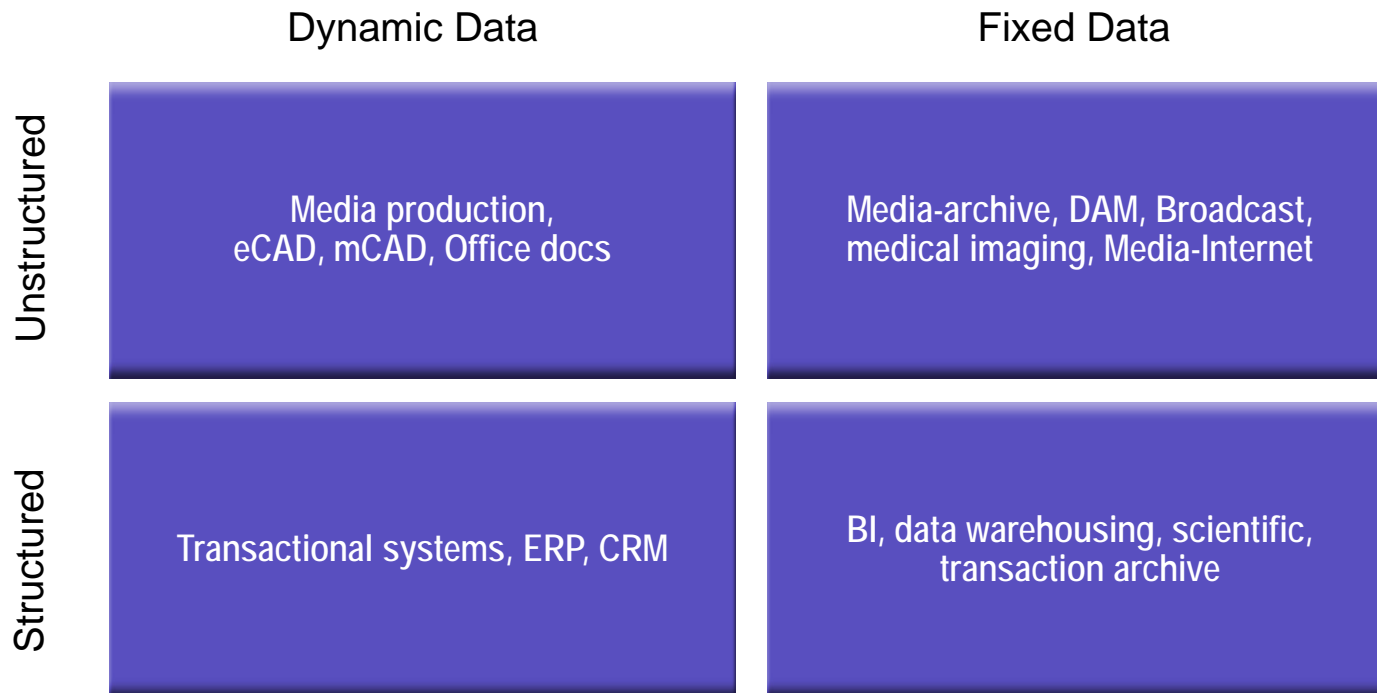 Dynamic Data
Fixed Data
Unstructured
Media production,
eCAD, mCAD, Office docs
Media-archive, DAM, Broadcast,
medical imaging, Media-Internet
Structured
Transactional systems, ERP, CRM
BI, data warehousing, scientific,
transaction archive